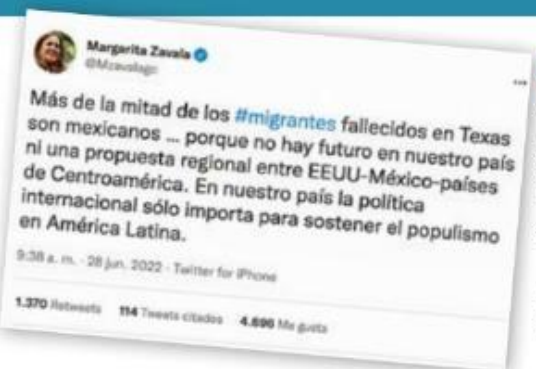 Margarita Zavala
@Mzavalagc
Más de la mitad de los #migrantes fallecidos en Texas
son mexicanos ... porque no hay futuro en nuestro país
ni una propuesta regional entre EEUU-México-países
de Centroamérica. En nuestro país la política
internacional sólo importa para sostener el populismo
en América Latina.
9:38 a. m. · 28 jun. 2022 · Twitter for iPhone
1.370 Retweets 114 Tweets citados 4.696 Me gusta